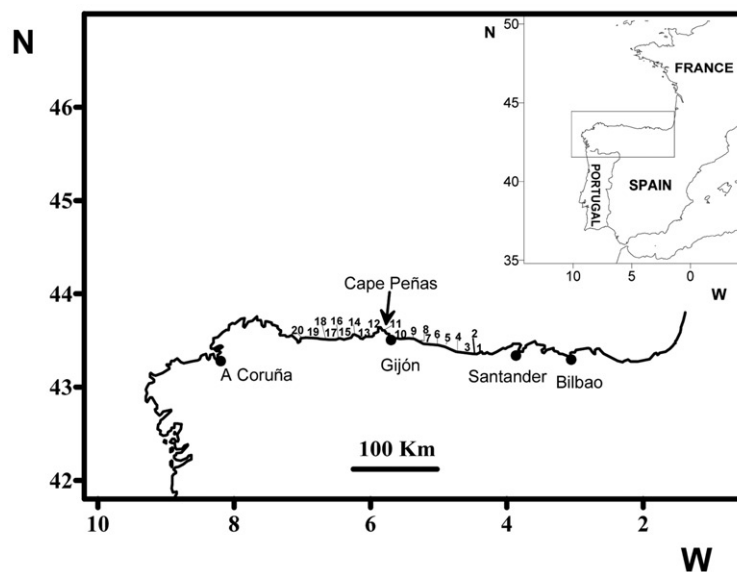 N
46
45
44
43
42
10
8
6
4
2
W
Cape Peñas
20
19
18
17
16
15
14
13
12
11
10
9
8
7
6
5
4
3
2
1
A Coruña
Gijón
Santander
Bilbao
100 Km
N
50
45
40
35
10
5
0
W
FRANCE
SPAIN
PORTUGAL